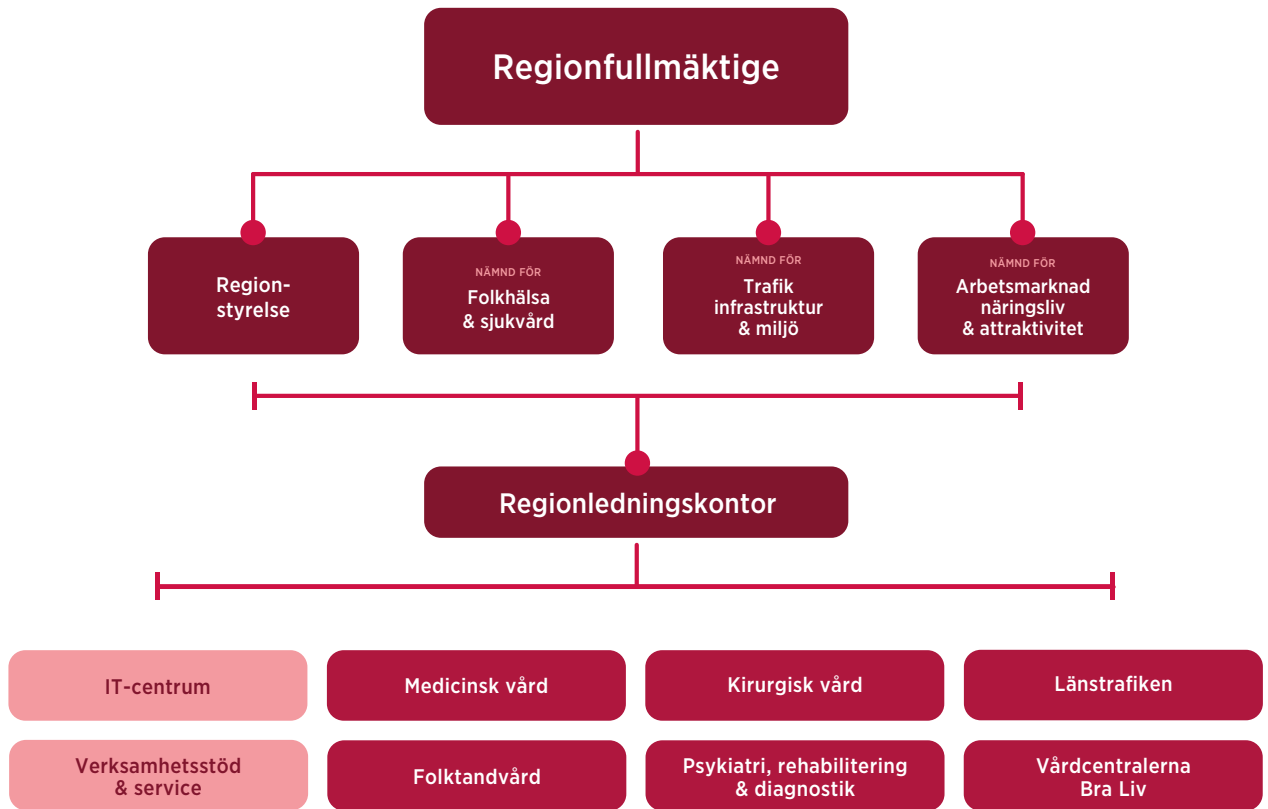 Regionfullmäktige
Region-
styrelse
NÄMND FÖR
Folkhälsa
& sjukvård
NÄMND FÖR
Trafik
infrastruktur
& miljö
NÄMND FÖR
Arbetsmarknad
näringsliv
& attraktivitet
Regionledningskontor
IT-centrum
Medicinsk vård
Kirurgisk vård
Länstrafiken
Verksamhetsstöd
& service
Folktandvård
Psykiatri, rehabilitering
& diagnostik
Vårdcentralerna
Bra Liv